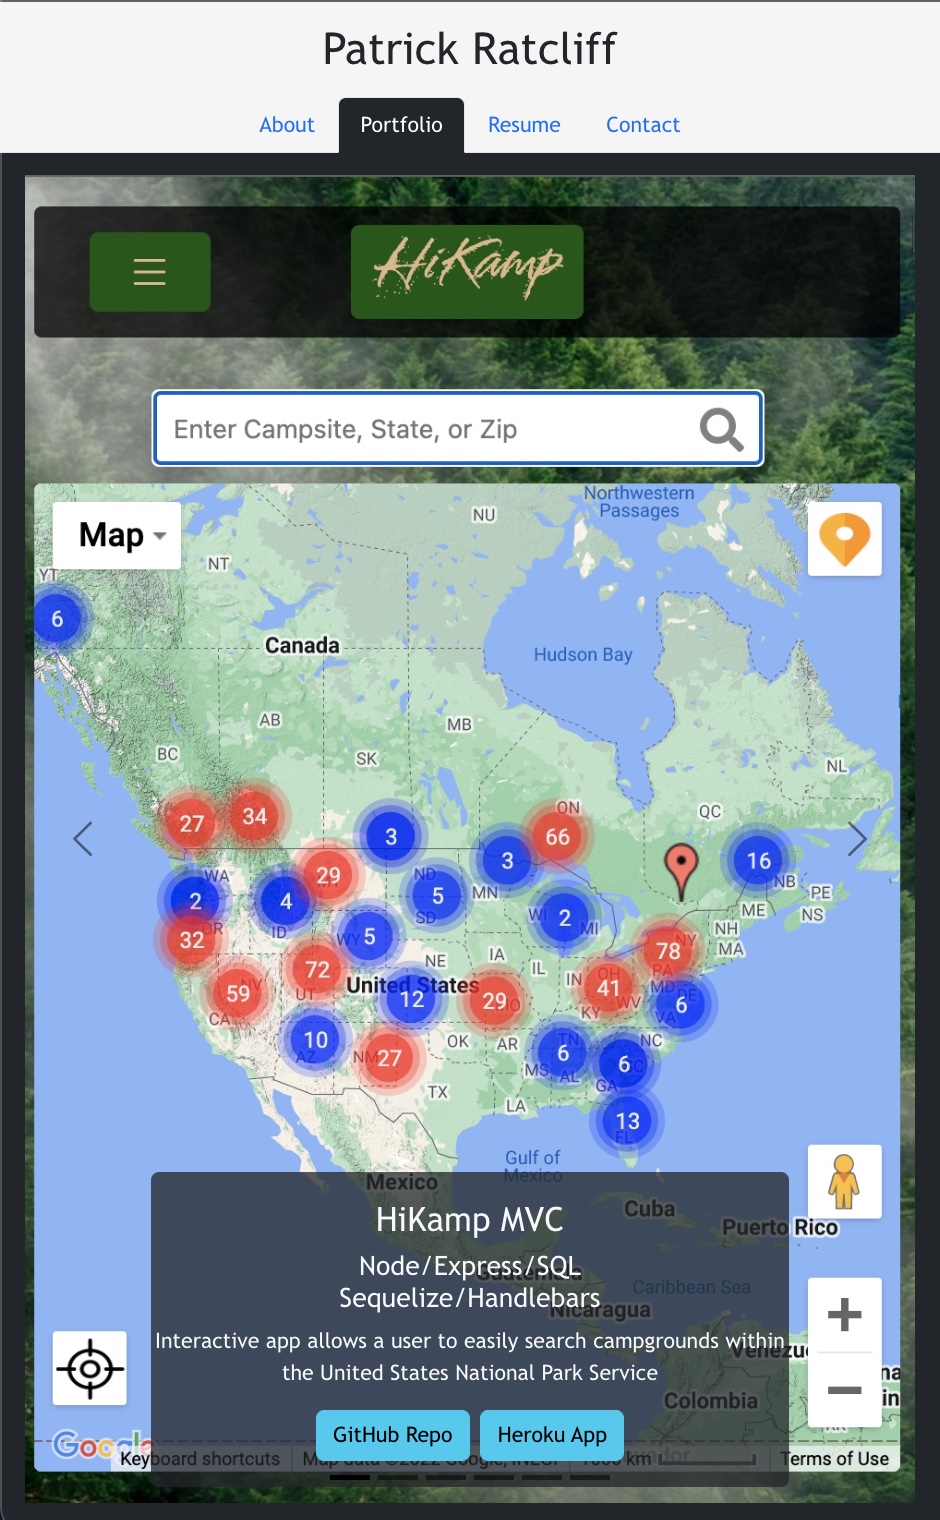 Patrick Ratcliff
About Portfolio Resume Contact
HiKamp
Enter Campsite, State, or Zip
Map
Northwestern
Passages
NU
NT
YT
6
Canada
Hudson Bay
AB
MB
BC
SK
NL
ON
QC
27
34
3
66
3
16
29
WA
ND
MN
NB
PE
2
4
5
SD
WI
2
MI
ME
NS
OR
ID
NH
32
WY
5
NY
MA
NE
IA
78
72
IL
IN
OH
PA
59
NV
UT
United States
12
29
MO
41
WV
MD
DE
6
CA
KY
VA
10
AZ
NM
27
OK
AR
TN
6
NC
6
SC
MS
AL
GA
TX
LA
13
FL
Gulf of
Mexico
Mexico
Cuba
Puerto Rico
HiKamp MVC
Node/Express/SQL
Guatemala
Caribbean Sea
Sequelize/Handlebars
Nicaragua
Interactive app allows a user to easily search campgrounds within
the United States National Park Service
Colombia
GitHub Repo Heroku App
Google
Keyboard shortcuts Map data ©2022 Google, INEGI 1000 km Terms of Use